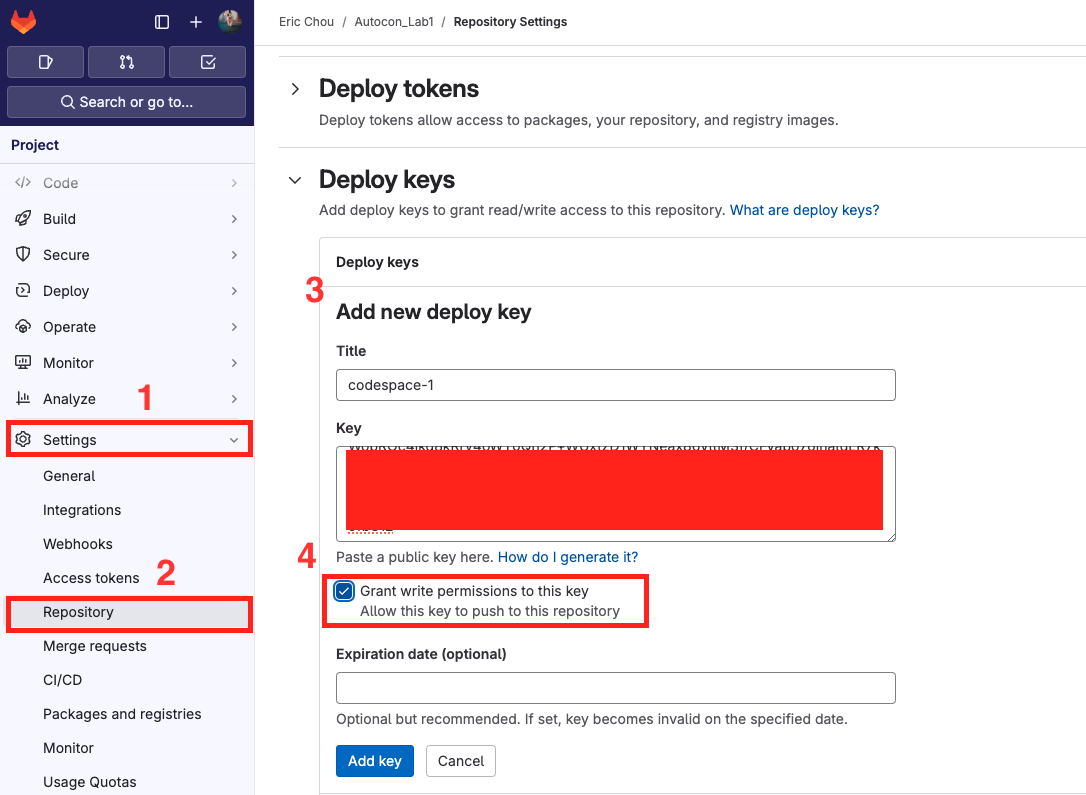 Eric Chou / Autocon_Lab1 / Repository Settings
Search or go to...
Project
Code
Build
Secure
Deploy
Operate
Monitor
Analyze
1
Settings
General
Integrations
Webhooks
Access tokens
2
Repository
Merge requests
CI/CD
Packages and registries
Monitor
Usage Quotas
Deploy tokens
Deploy tokens allow access to packages, your repository, and registry images.
Deploy keys
Add deploy keys to grant read/write access to this repository. What are deploy keys?
Deploy keys
3
Add new deploy key
Title
codespace-1
Key
Paste a public key here. How do I generate it?
4
Grant write permissions to this key
Allow this key to push to this repository
Expiration date (optional)
Optional but recommended. If set, key becomes invalid on the specified date.
Add key
Cancel